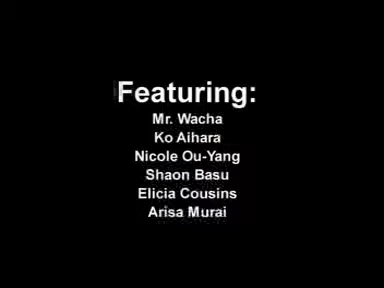 Featuring:
Mr. Wacha
Ko Aihara
Nicole Ou-Yang
Shaon Basu
Elicia Cousins
Arisa Murai